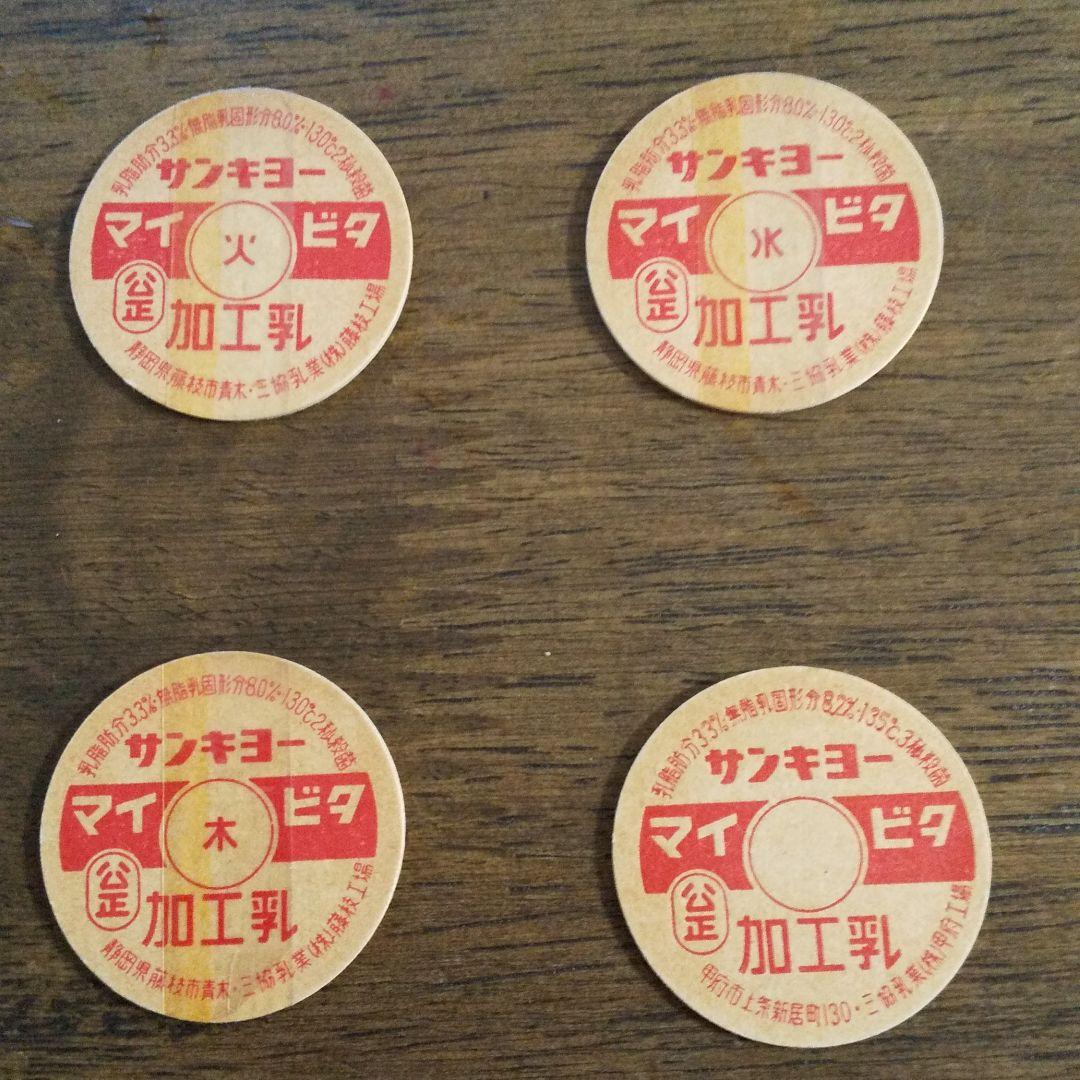 乳脂肪分3.3%・無脂乳固形分8.0%・130℃2秒殺菌
サンキヨー
マイ 火 ビタ
公正
加工乳
静岡県藤枝市青木・三協乳業(株)藤枝工場
乳脂肪分3.3%・無脂乳固形分8.0%・130℃2秒殺菌
サンキヨー
マイ 水 ビタ
公正
加工乳
静岡県藤枝市青木・三協乳業(株)藤枝工場
乳脂肪分3.3%・無脂乳固形分8.0%・130℃2秒殺菌
サンキヨー
マイ 木 ビタ
公正
加工乳
静岡県藤枝市青木・三協乳業(株)藤枝工場
乳脂肪分3.3%・無脂乳固形分8.2%・135℃3秒殺菌
サンキヨー
マイ ビタ
公正
加工乳
甲府市上条新居町130・三協乳業(株)甲府工場